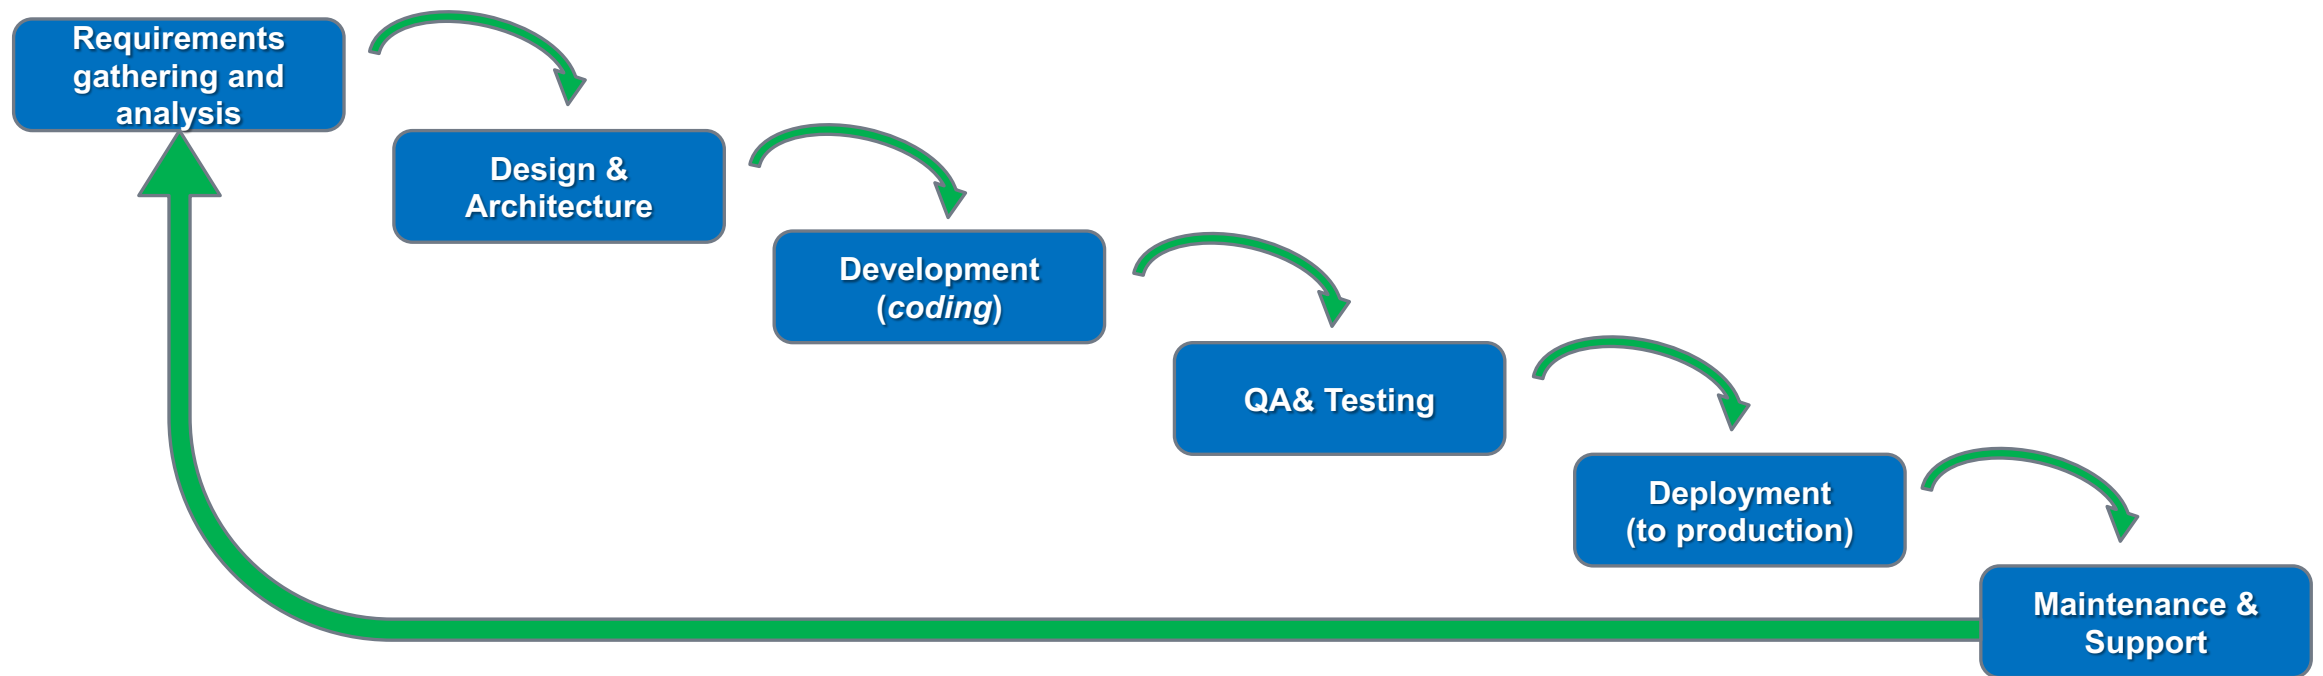 Requirements
gathering and
analysis
Design &
Architecture
Development
(coding)
QA& Testing
Deployment
(to production)
Maintenance &
Support